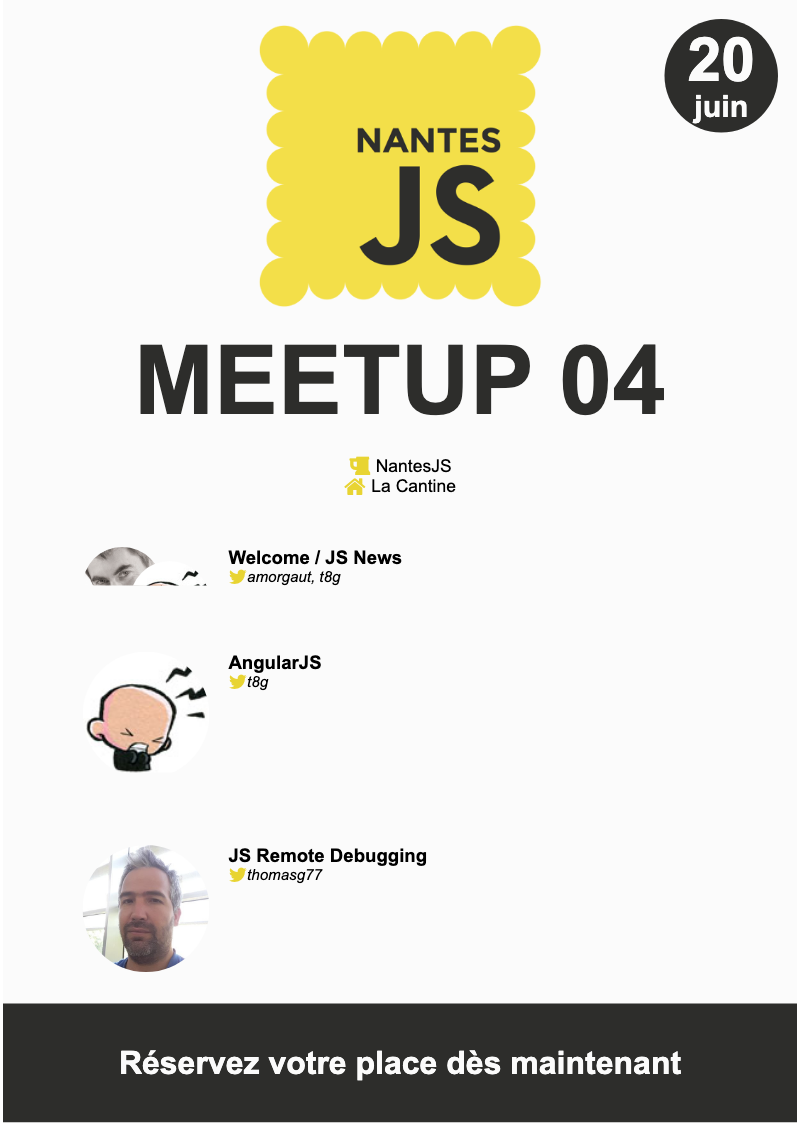 20
juin
NANTES
JS
MEETUP 04
NantesJS
La Cantine
Welcome / JS News
amorgaut, t8g
AngularJS
t8g
JS Remote Debugging
thomasg77
Réservez votre place dès maintenant